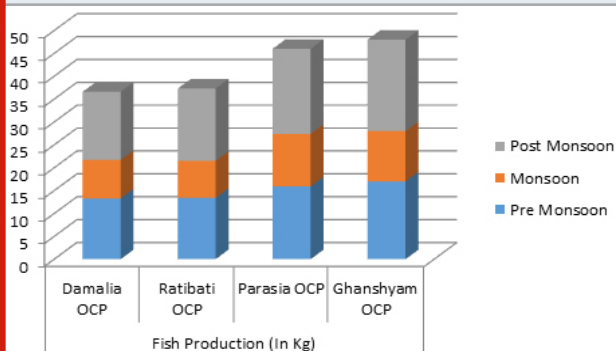 50
45
40
35
30
25
20
15
10
5
0
Damalia OCP
Ratibati OCP
Parasia OCP
Ghanshyam OCP
Fish Production (In Kg)
Post Monsoon
Monsoon
Pre Monsoon